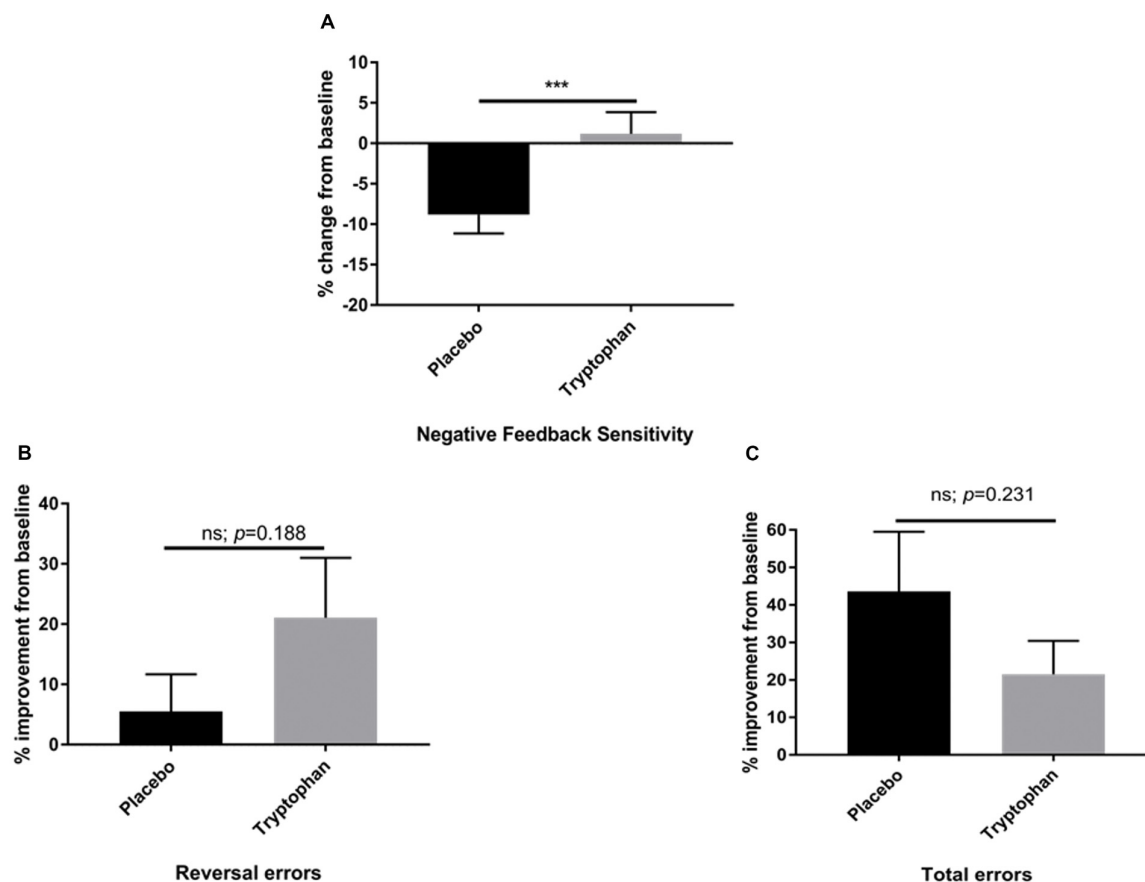 A
% change from baseline
10
5
0
-5
-10
-15
-20
***
Placebo
Tryptophan
Negative Feedback Sensitivity
B
% improvement from baseline
40
30
20
10
0
ns; p=0.188
Placebo
Tryptophan
Reversal errors
C
% improvement from baseline
60
50
40
30
20
10
0
ns; p=0.231
Placebo
Tryptophan
Total errors